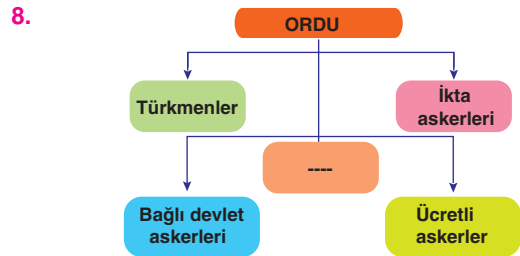 8.
ORDU
Türkmenler
İkta
askerleri
----
Bağlı devlet
askerleri
Ücretli
askerler